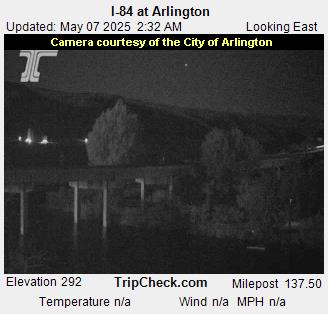 I-84 at Arlington
Updated: May 07 2025 2:32 AM Looking East
Camera courtesy of the City of Arlington
Elevation 292 TripCheck.com Milepost 137.50
Temperature n/a Wind n/a MPH n/a